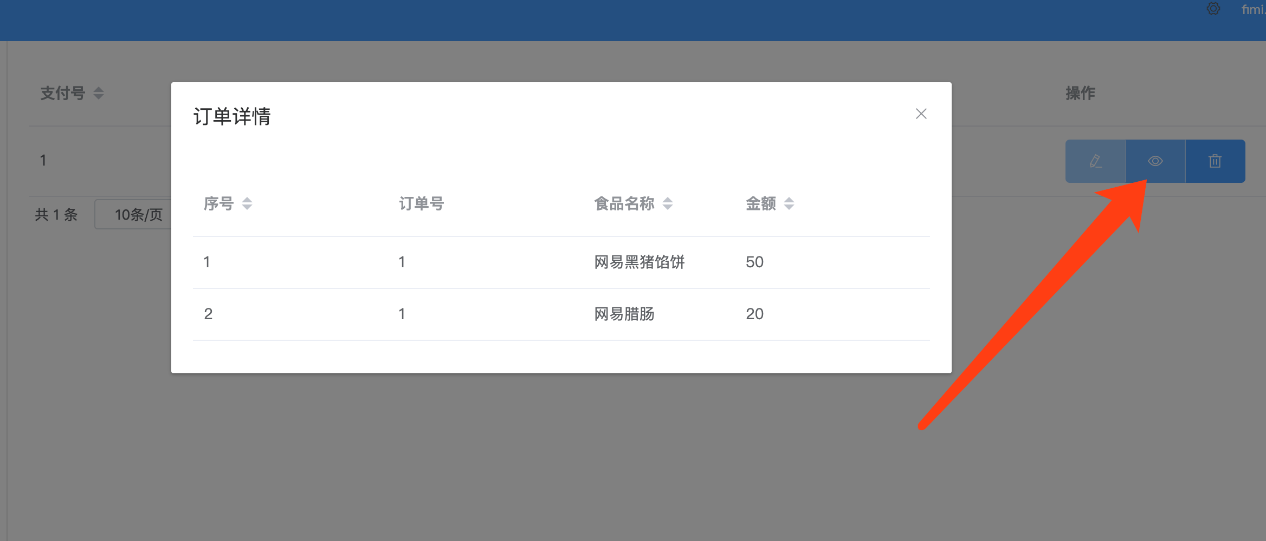 fiml
支付号 操作
订单详情
1
序号 订单号 食品名称 金额
共 1 条 10条/页
1 1 网易黑猪馅饼 50
2 1 网易腊肠 20